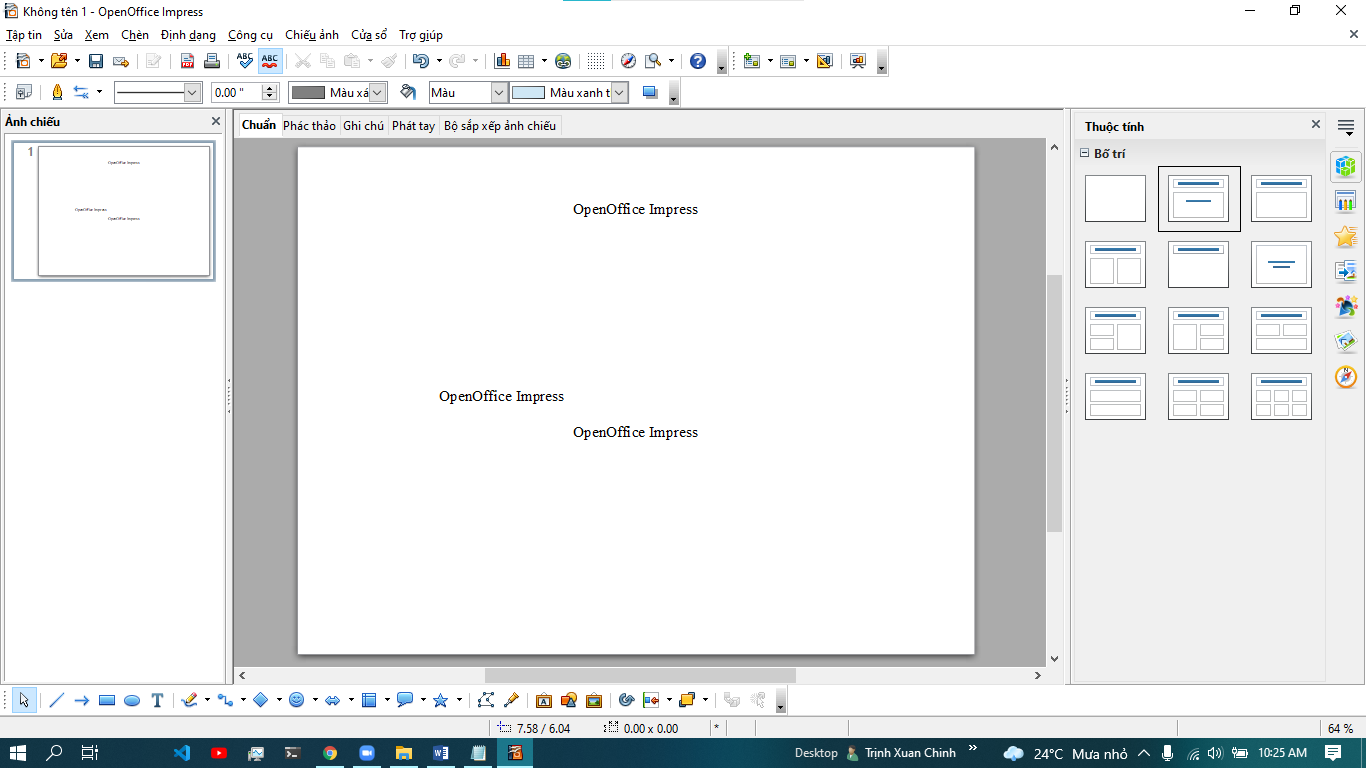 Không tên 1 - OpenOffice Impress
Tập tin Sửa Xem Chèn Định dạng Công cụ Chiếu ảnh Cửa sổ Trợ giúp
ABC ABC
0.00 " Màu xá Màu Màu xanh t
Ảnh chiếu
1
OpenOffice Impress
OpenOffice Impress
OpenOffice Impress
Chuẩn Phác thảo Ghi chú Phát tay Bộ sắp xếp ảnh chiếu
OpenOffice Impress
OpenOffice Impress
OpenOffice Impress
Thuộc tính
Bố trí
7.58 / 6.04 0.00 x 0.00 * 64 %
Desktop Trịnh Xuan Chinh 24°C Mưa nhỏ 10:25 AM